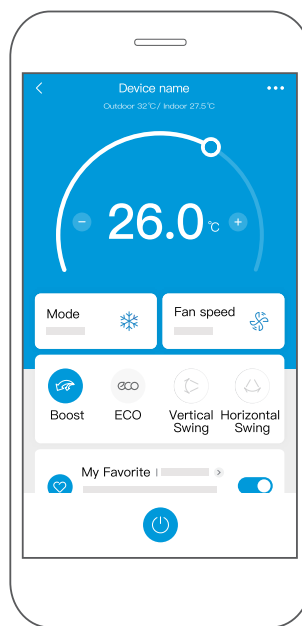 Device name
Outdoor 32℃/ Indoor 27.5℃
26.0 ℃
Mode
Fan speed
eco
Boost
ECO
Vertical Swing
Horizontal Swing
My Favorite